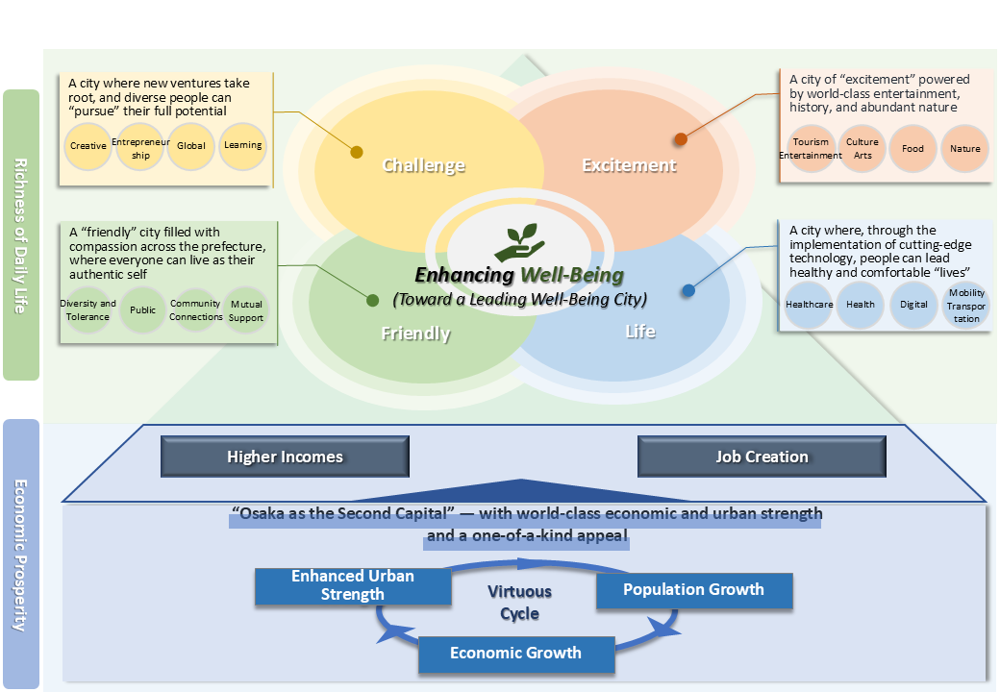 Richness of Daily Life
A city where new ventures take
root, and diverse people can
“pursue” their full potential
Creative
Entrepreneur
ship
Global
Learning
A “friendly” city filled with
compassion across the prefecture,
where everyone can live as their
authentic self
Diversity and
Tolerance
Public
Community
Connections
Mutual
Support
Challenge
Excitement
Enhancing Well-Being
(Toward a Leading Well-Being City)
Friendly
Life
A city of “excitement” powered
by world-class entertainment,
history, and abundant nature
Tourism
Entertainment
Culture
Arts
Food
Nature
A city where, through the
implementation of cutting-edge
technology, people can lead
healthy and comfortable “lives”
Healthcare
Health
Digital
Mobility
Transpor
tation
Economic Prosperity
Higher Incomes
Job Creation
“Osaka as the Second Capital” — with world-class economic and urban strength
and a one-of-a-kind appeal
Enhanced Urban
Strength
Virtuous
Cycle
Population Growth
Economic Growth